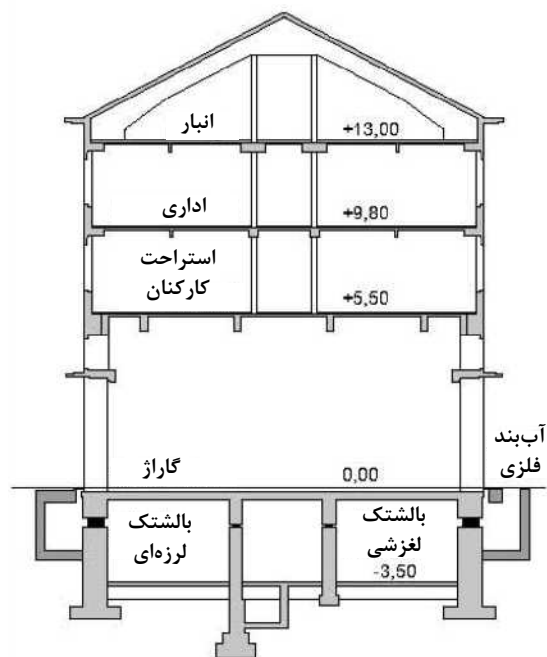 انبار
+13,00
اداری
+9,80
استراحت
کارکنان
+5,50
آب‌بند
فلزی
گاراژ
0,00
بالشتک
لرزه‌ای
بالشتک
لغزشی
-3,50